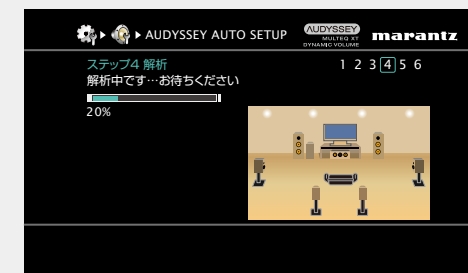 AUDYSSEY AUTO SETUP
AUDYSSEY
MULTEQ XT
DYNAMIC VOLUME
marantz
ステップ4 解析
1 2 3 4 5 6
解析中です…お待ちください
20%